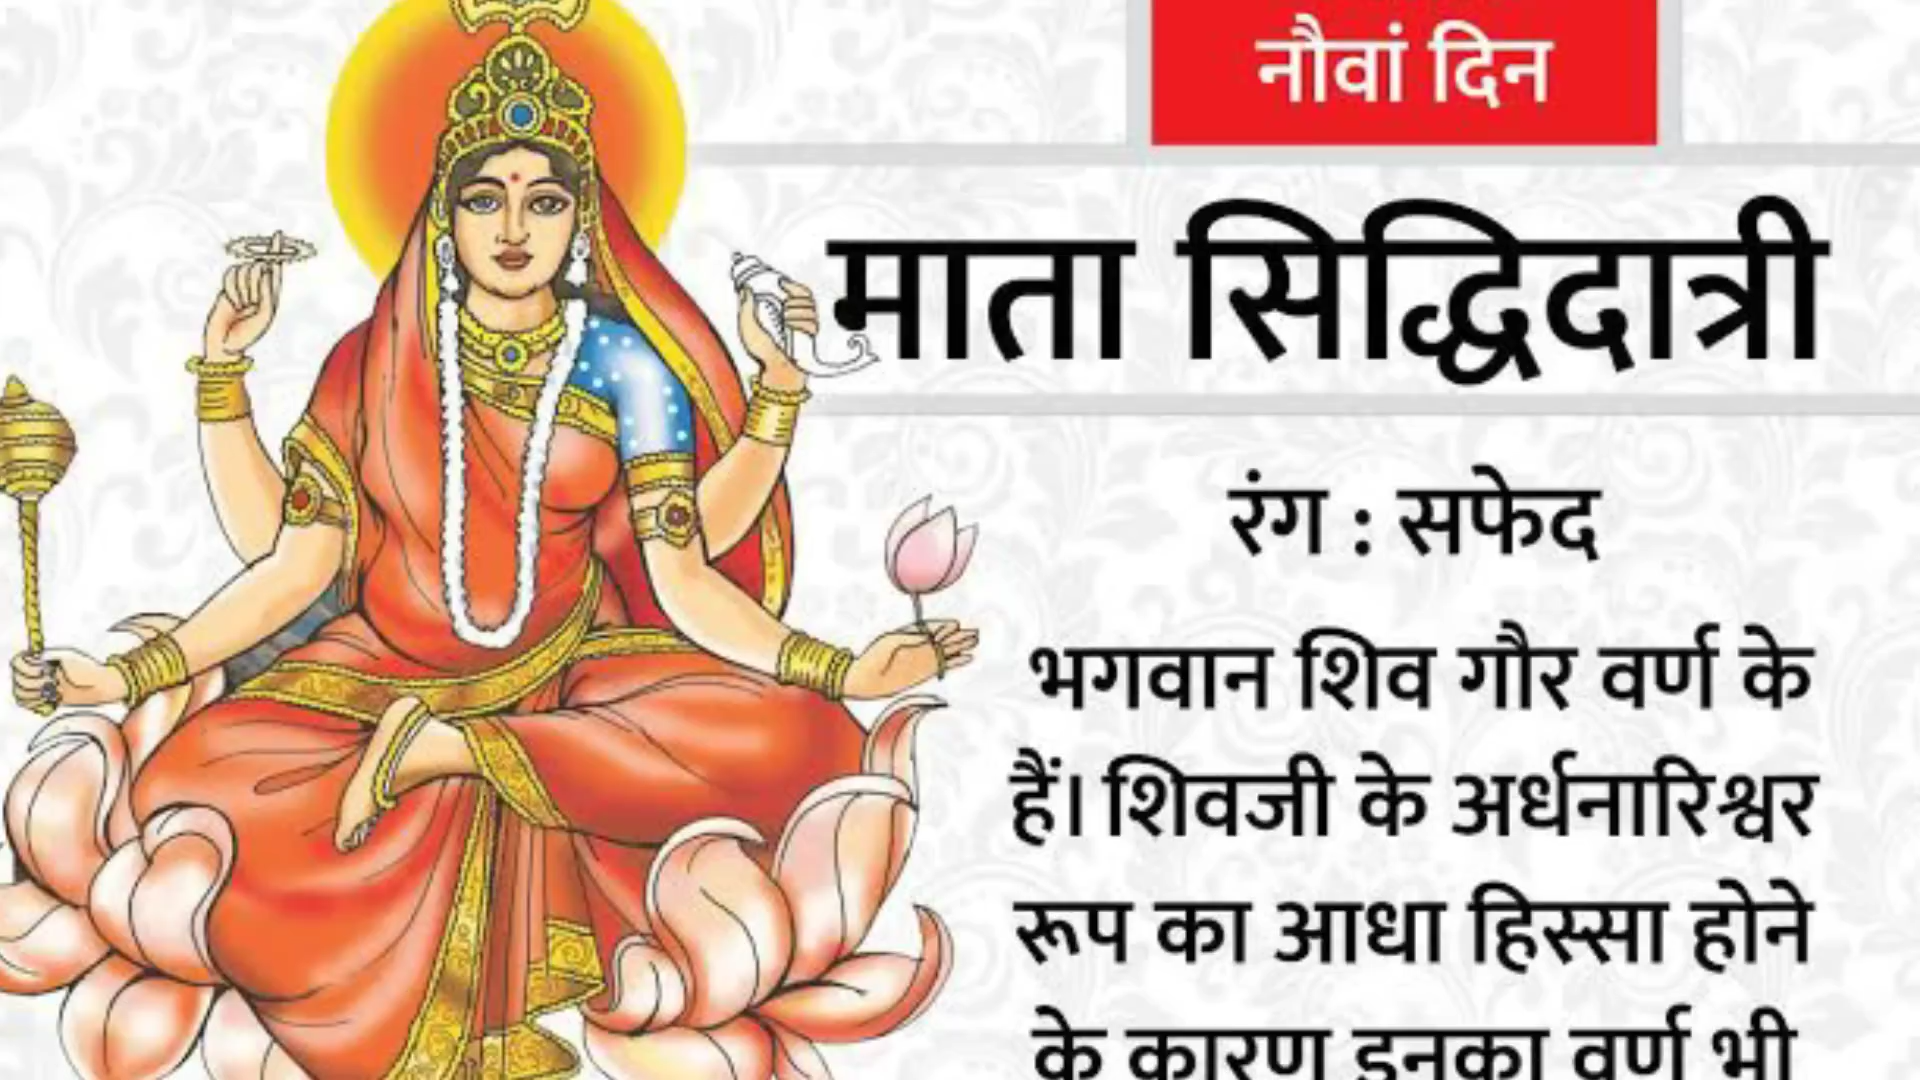 नौवां दिन
माता सिद्धिदात्री
रंग : सफेद
भगवान शिव गौर वर्ण के
हैं। शिवजी के अर्धनारिश्वर
रूप का आधा हिस्सा होने
के कारण इनका वर्ण भी